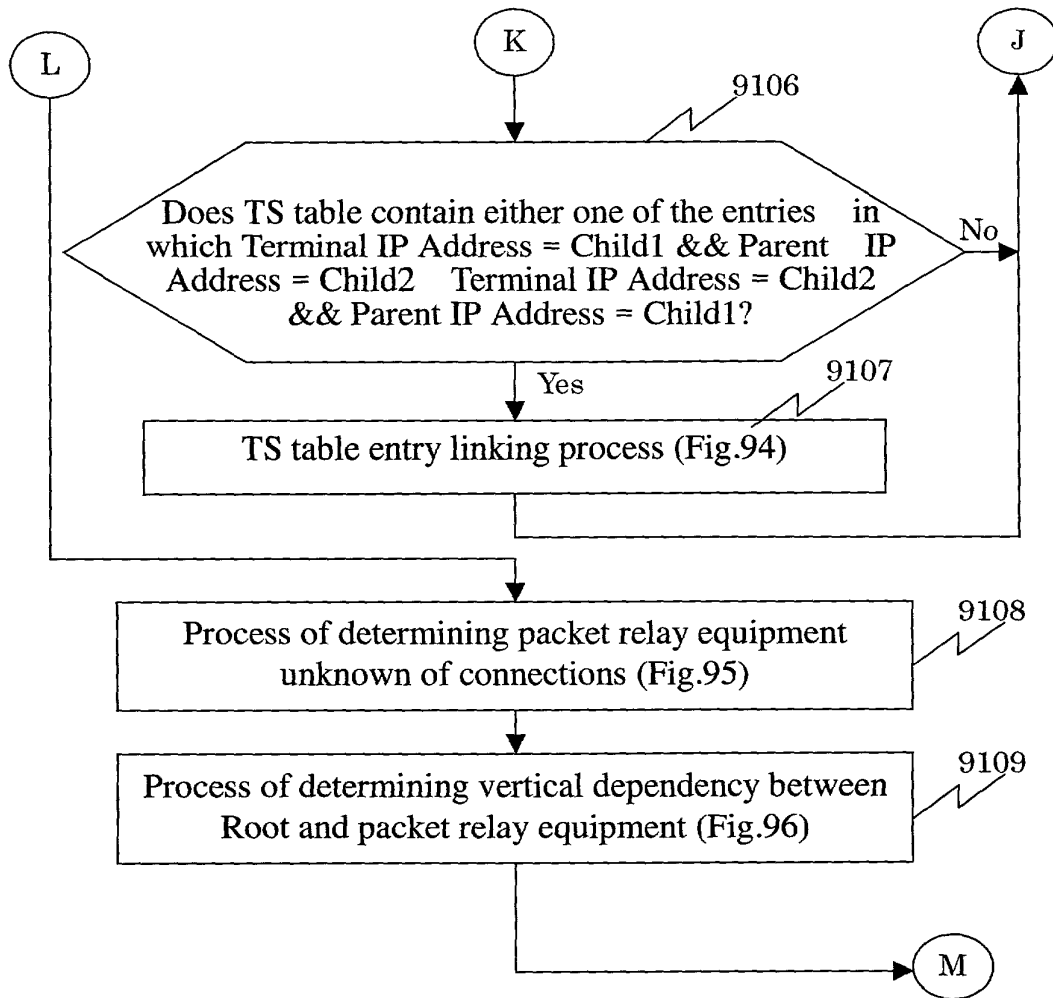 L
K
J
9106
Does TS table contain either one of the entries in
which Terminal IP Address = Child1 && Parent IP
Address = Child2 Terminal IP Address = Child2
&& Parent IP Address = Child1?
No
Yes
9107
TS table entry linking process (Fig.94)
9108
Process of determining packet relay equipment
unknown of connections (Fig.95)
9109
Process of determining vertical dependency between
Root and packet relay equipment (Fig.96)
M